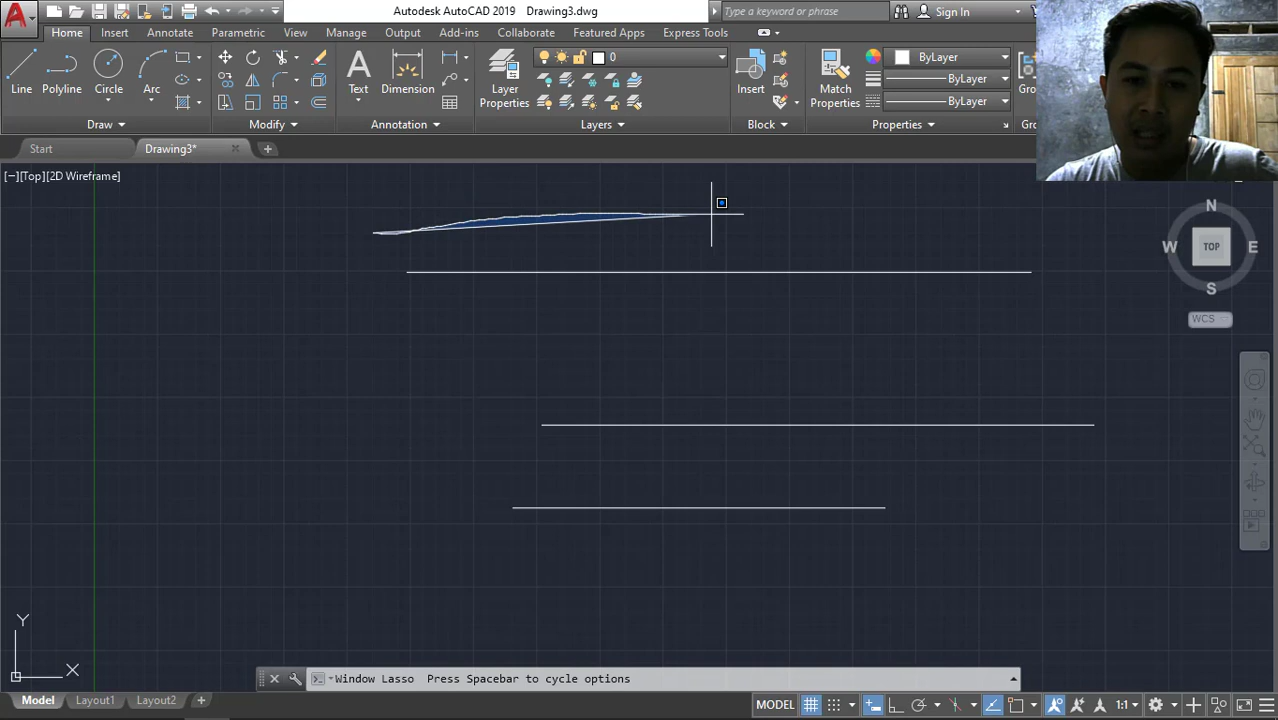 Autodesk AutoCAD 2019 Drawing3.dwg
Type a keyword or phrase
Sign In
Home Insert Annotate Parametric View Manage Output Add-ins Collaborate Featured Apps Express Tools
0
ByLayer
ByLayer
ByLayer
Line Polyline Circle Arc Text Dimension Layer Properties Insert Match Properties
Draw Modify Annotation Layers Block Properties
Start Drawing3*
[−][Top][2D Wireframe]
N
W TOP E
S
WCS
Y
X
Window Lasso Press Spacebar to cycle options
Model Layout1 Layout2 +
MODEL 1:1